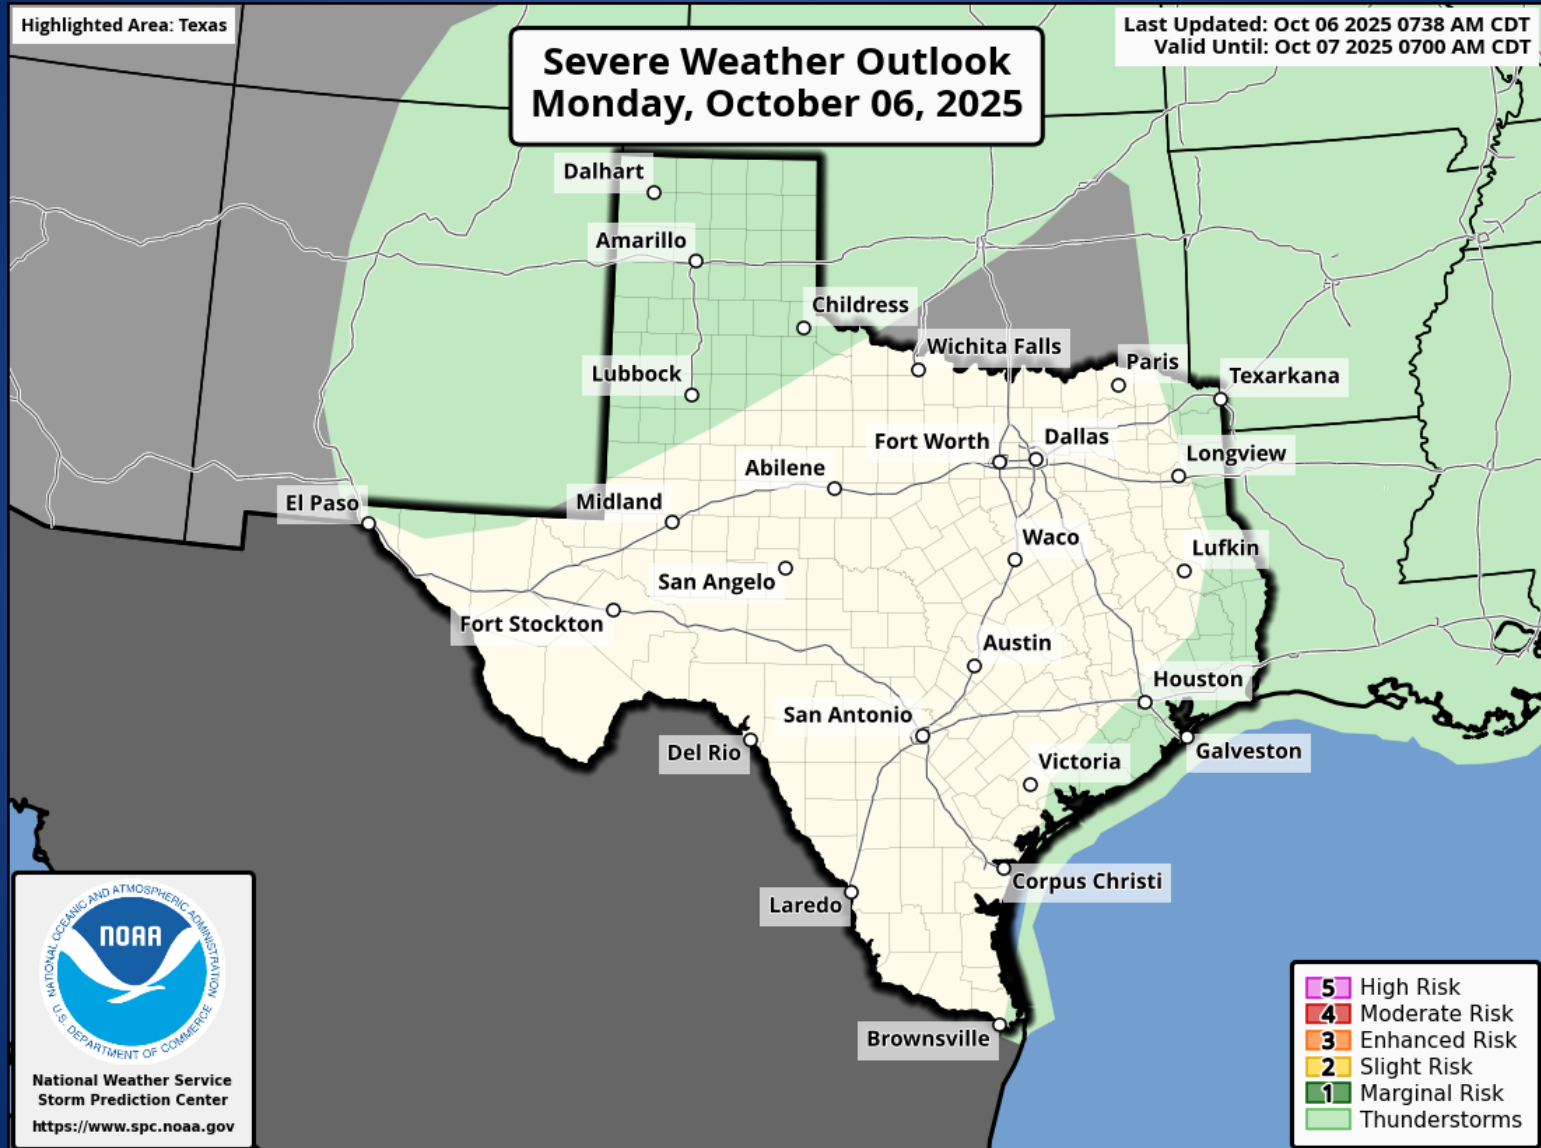 Highlighted Area: Texas
Last Updated: Oct 06 2025 0738 AM CDT
Valid Until: Oct 07 2025 0700 AM CDT
Severe Weather Outlook
Monday, October 06, 2025
Dalhart
Amarillo
Childress
Wichita Falls
Paris
Texarkana
Lubbock
Fort Worth
Dallas
Longview
Abilene
El Paso
Midland
Waco
Lufkin
San Angelo
Fort Stockton
Austin
Houston
San Antonio
Del Rio
Galveston
Victoria
Corpus Christi
Laredo
Brownsville
NATIONAL OCEANIC AND ATMOSPHERIC ADMINISTRATION
NOAA
U.S. DEPARTMENT OF COMMERCE
National Weather Service
Storm Prediction Center
https://www.spc.noaa.gov
5 High Risk
4 Moderate Risk
3 Enhanced Risk
2 Slight Risk
1 Marginal Risk
Thunderstorms